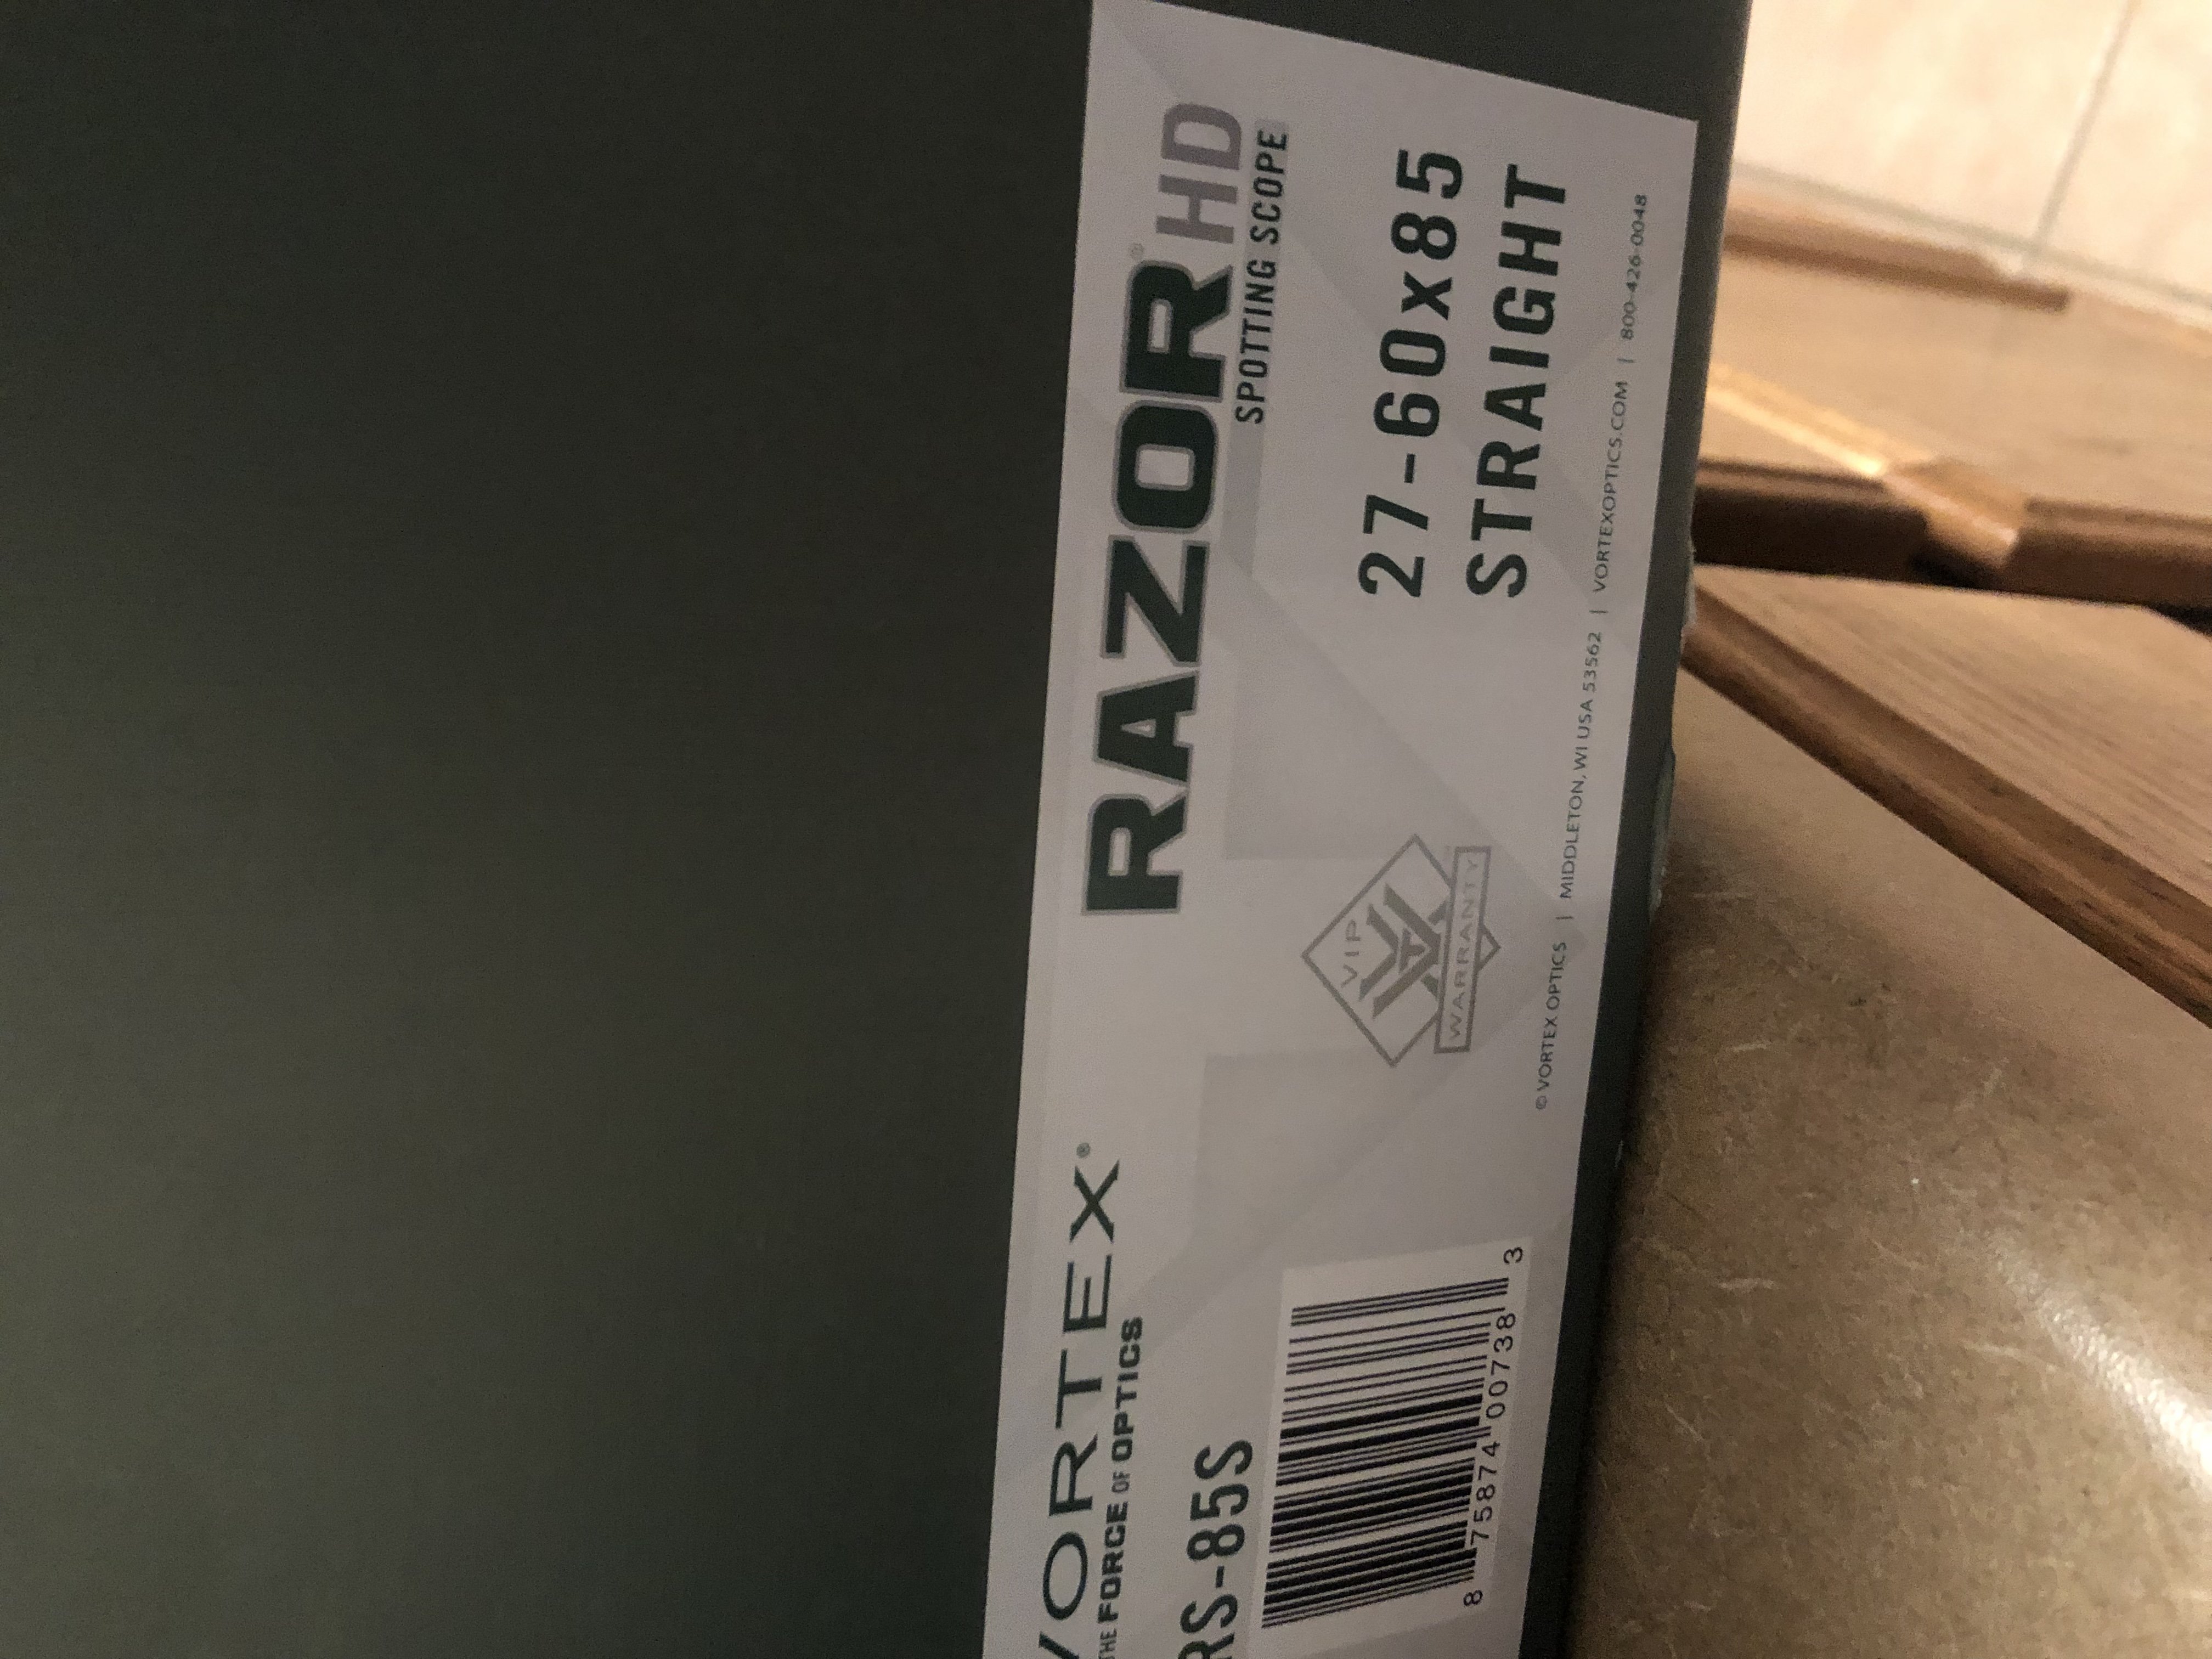 VORTEX®
THE FORCE OF OPTICS
RS-85S
8 75874 00738 3
RAZOR® HD
SPOTTING SCOPE
VIP
WARRANTY
27-60x85
STRAIGHT
© VORTEX OPTICS | MIDDLETON, WI USA 53562 | VORTEXOPTICS.COM | 800-426-0048